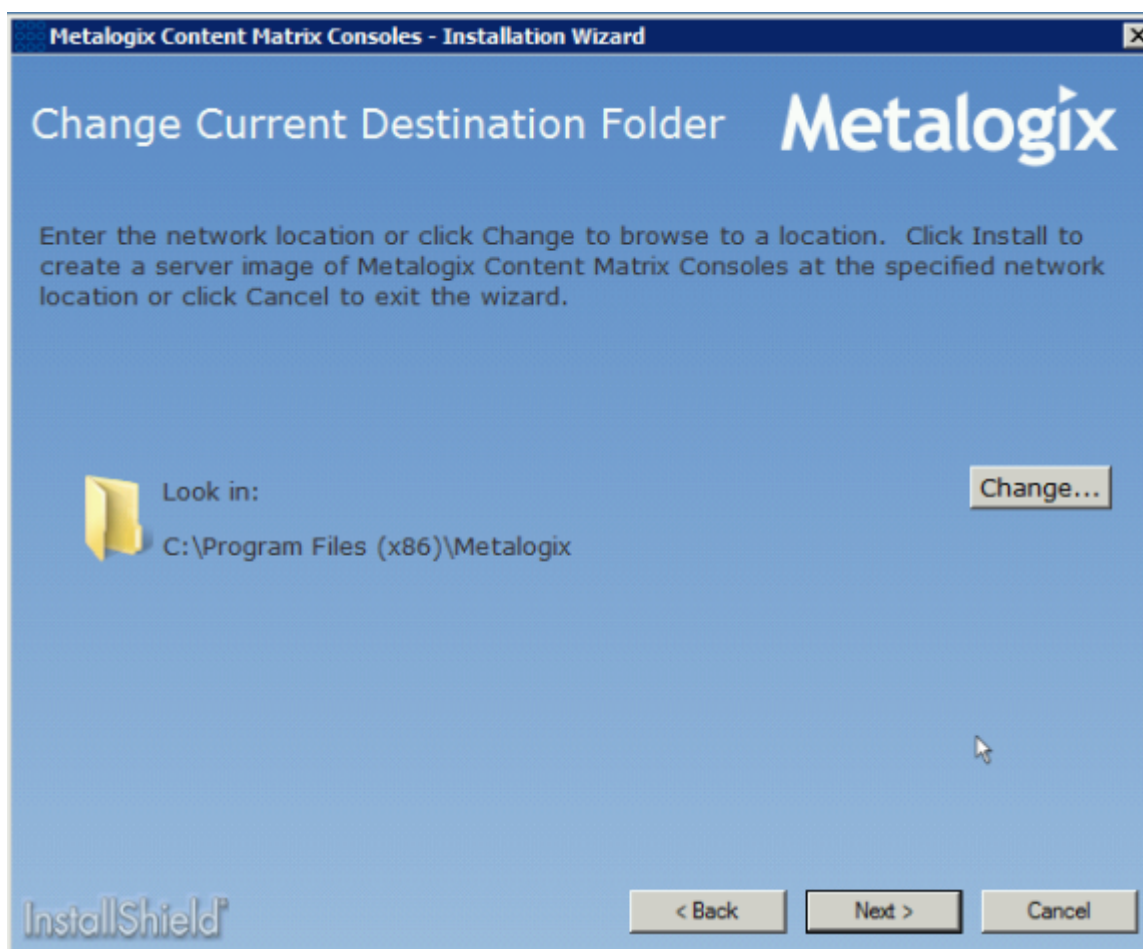 Metalogix Content Matrix Consoles - Installation Wizard
Change Current Destination Folder
Metalogix
Enter the network location or click Change to browse to a location.  Click Install to
create a server image of Metalogix Content Matrix Consoles at the specified network
location or click Cancel to exit the wizard.
Look in:
Change...
C:\Program Files (x86)\Metalogix
InstallShield
< Back
Next >
Cancel